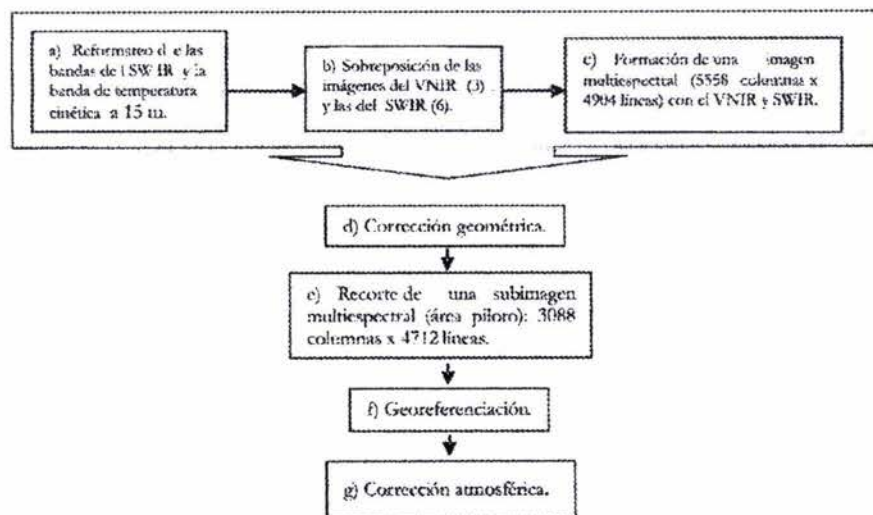 a) Reformateo d e las
bandas de l SWIR y la
banda de temperatura
cinética a 15 m.
b) Sobreposición de las
imágenes del VNIR (3)
y las del SWIR (6).
c) Formación de una imagen
multiespectral (5558 columnas x
4904 líneas) con el VNIR y SWIR.
d) Corrección geométrica.
e) Recorte de una subimagen
multiespectral (área piloto): 3088
columnas x 4712 líneas.
f) Georeferenciación.
g) Corrección atmosférica.